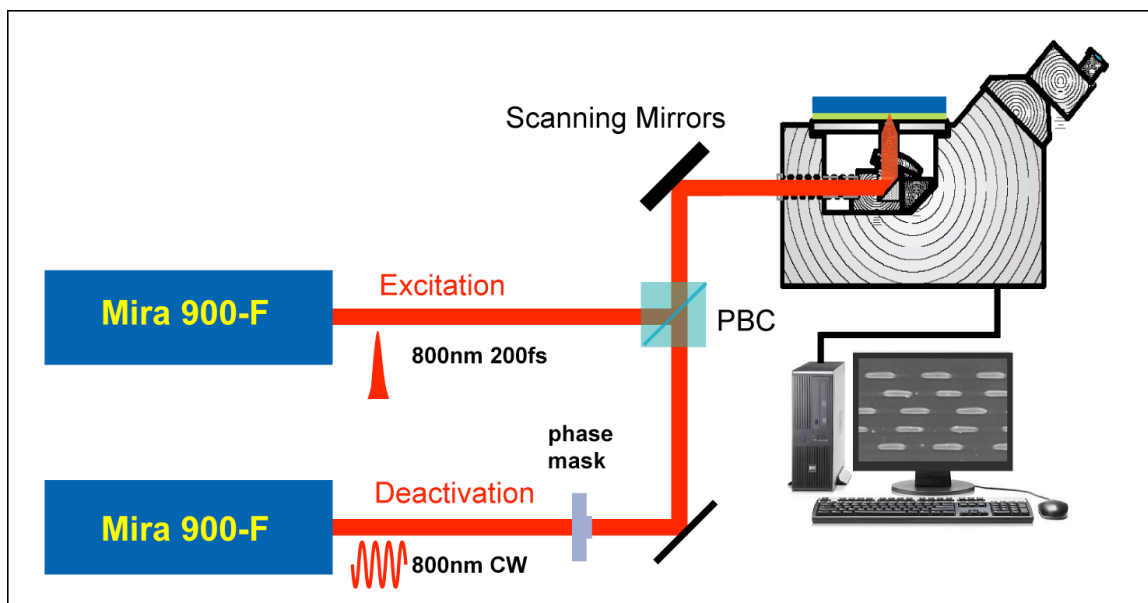 Scanning Mirrors
Mira 900-F
Excitation
800nm 200fs
PBC
phase
mask
Mira 900-F
Deactivation
800nm CW